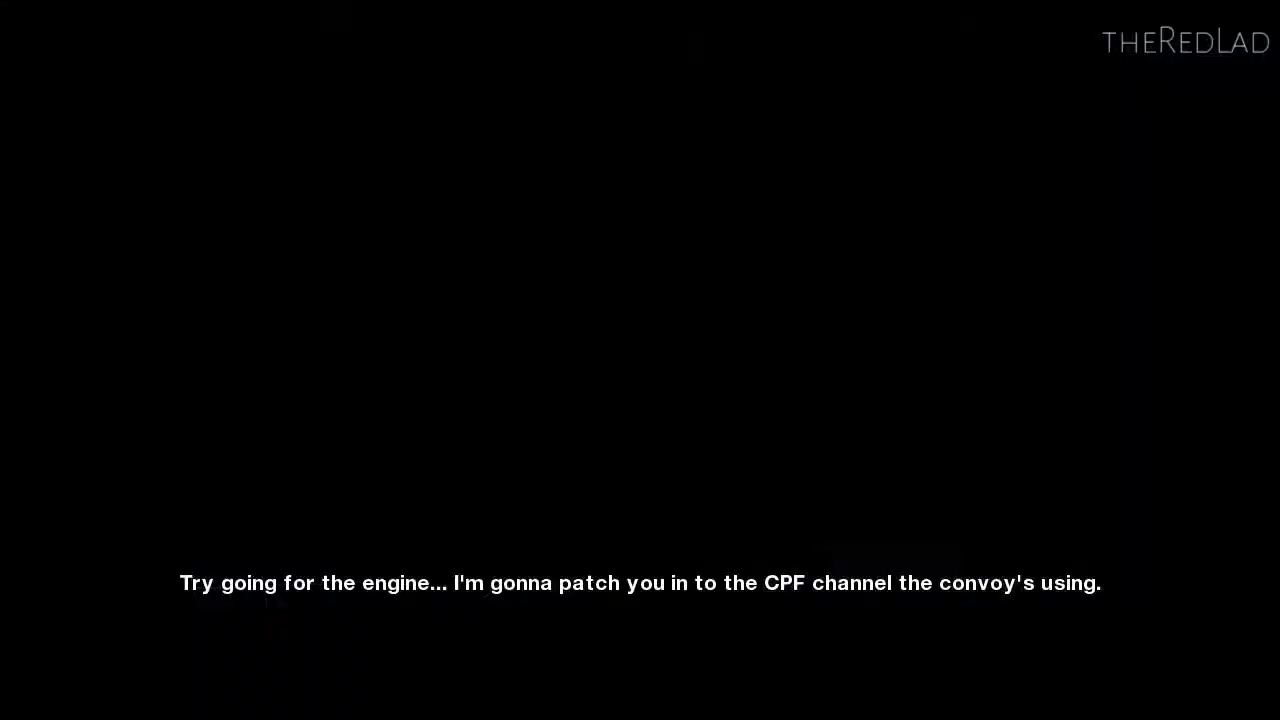 THEREDLAD
Try going for the engine... I'm gonna patch you in to the CPF channel the convoy's using.